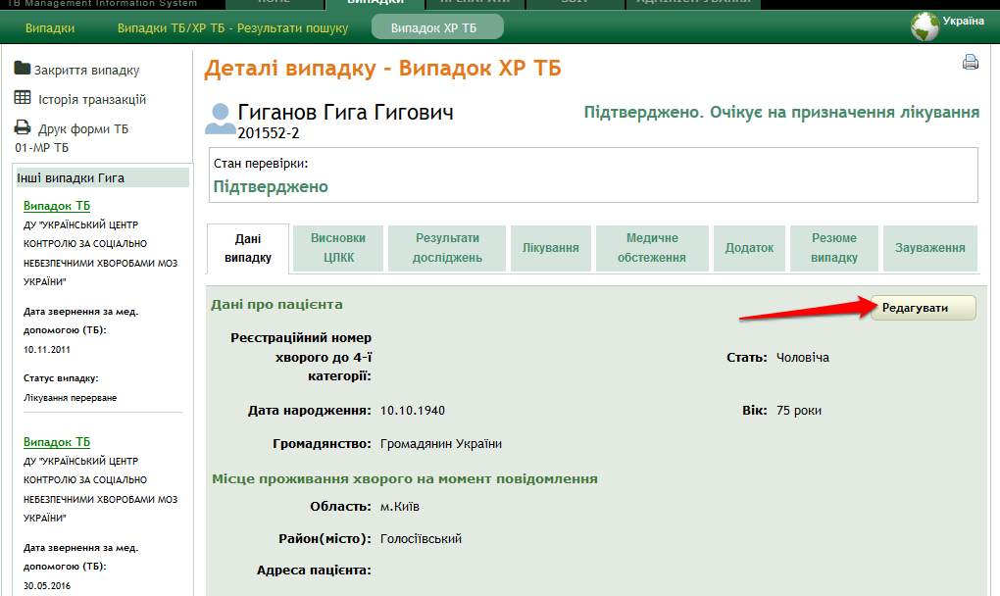 TB Management Information System
HOME
ВИПАДКИ
ПРЕПАРАТИ
ЗВІТ
АДМІНІСТРУВАННЯ
Випадки
Випадки ТБ/ХР ТБ - Результати пошуку
Випадок ХР ТБ
Україна
Закриття випадку
Історія транзакцій
Друк форми ТБ
01-МР ТБ
Інші випадки Гига
Випадок ТБ
ДУ "УКРАЇНСЬКИЙ ЦЕНТР
КОНТРОЛЮ ЗА СОЦІАЛЬНО
НЕБЕЗПЕЧНИМИ ХВОРОБАМИ МОЗ
УКРАЇНИ"
Дата звернення за мед.
допомогою (ТБ):
10.11.2011
Статус випадку:
Лікування перерване
Випадок ТБ
ДУ "УКРАЇНСЬКИЙ ЦЕНТР
КОНТРОЛЮ ЗА СОЦІАЛЬНО
НЕБЕЗПЕЧНИМИ ХВОРОБАМИ МОЗ
УКРАЇНИ"
Дата звернення за мед.
допомогою (ТБ):
30.05.2016
Деталі випадку - Випадок ХР ТБ
Гиганов Гига Гигович
201552-2
Підтверджено. Очікує на призначення лікування
Стан перевірки:
Підтверджено
Дані
випадку
Висновки
ЦЛКК
Результати
досліджень
Лікування
Медичне
обстеження
Додаток
Резюме
випадку
Зауваження
Дані про пацієнта
Редагувати
Реєстраційний номер
хворого до 4-ї
категорії:
Стать: Чоловіча
Дата народження: 10.10.1940
Вік: 75 роки
Громадянство: Громадянин України
Місце проживання хворого на момент повідомлення
Область: м.Київ
Район(місто): Голосіївський
Адреса пацієнта: